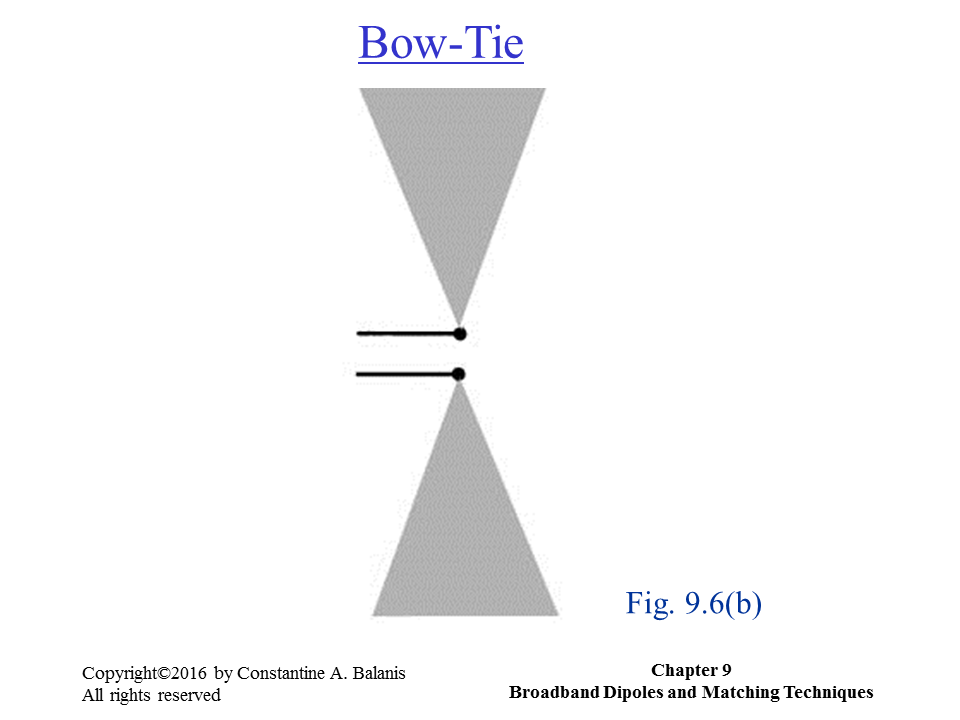 Bow-Tie
Fig. 9.6(b)
Copyright©2016 by Constantine A. Balanis
All rights reserved
Chapter 9
Broadband Dipoles and Matching Techniques